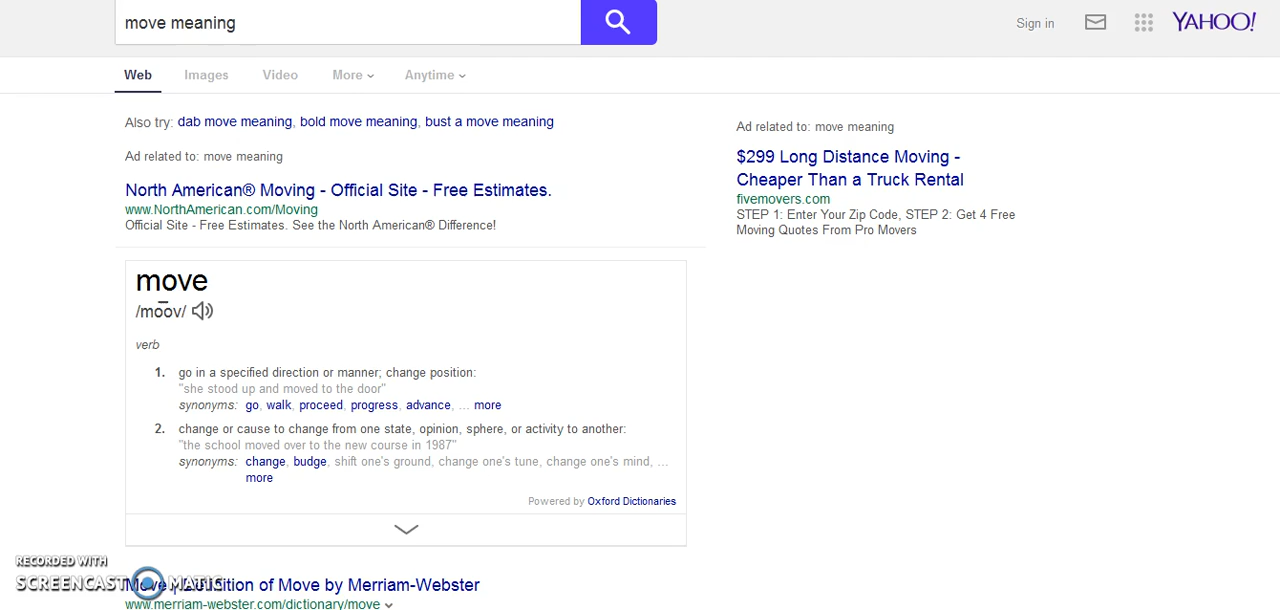 move meaning
Sign in
YAHOO!
Web Images Video More Anytime
Also try: dab move meaning, bold move meaning, bust a move meaning
Ad related to: move meaning
North American® Moving - Official Site - Free Estimates.
www.NorthAmerican.com/Moving
Official Site - Free Estimates. See the North American® Difference!
move
/mo͞ov/
verb
1. go in a specified direction or manner; change position:
"she stood up and moved to the door"
synonyms: go, walk, proceed, progress, advance, ... more
2. change or cause to change from one state, opinion, sphere, or activity to another:
"the school moved over to the new course in 1987"
synonyms: change, budge, shift one's ground, change one's tune, change one's mind, ...
more
Powered by Oxford Dictionaries
Move | Definition of Move by Merriam-Webster
www.merriam-webster.com/dictionary/move
Ad related to: move meaning
$299 Long Distance Moving -
Cheaper Than a Truck Rental
fivemovers.com
STEP 1: Enter Your Zip Code, STEP 2: Get 4 Free
Moving Quotes From Pro Movers
RECORDED WITH
SCREENCAST MATIC